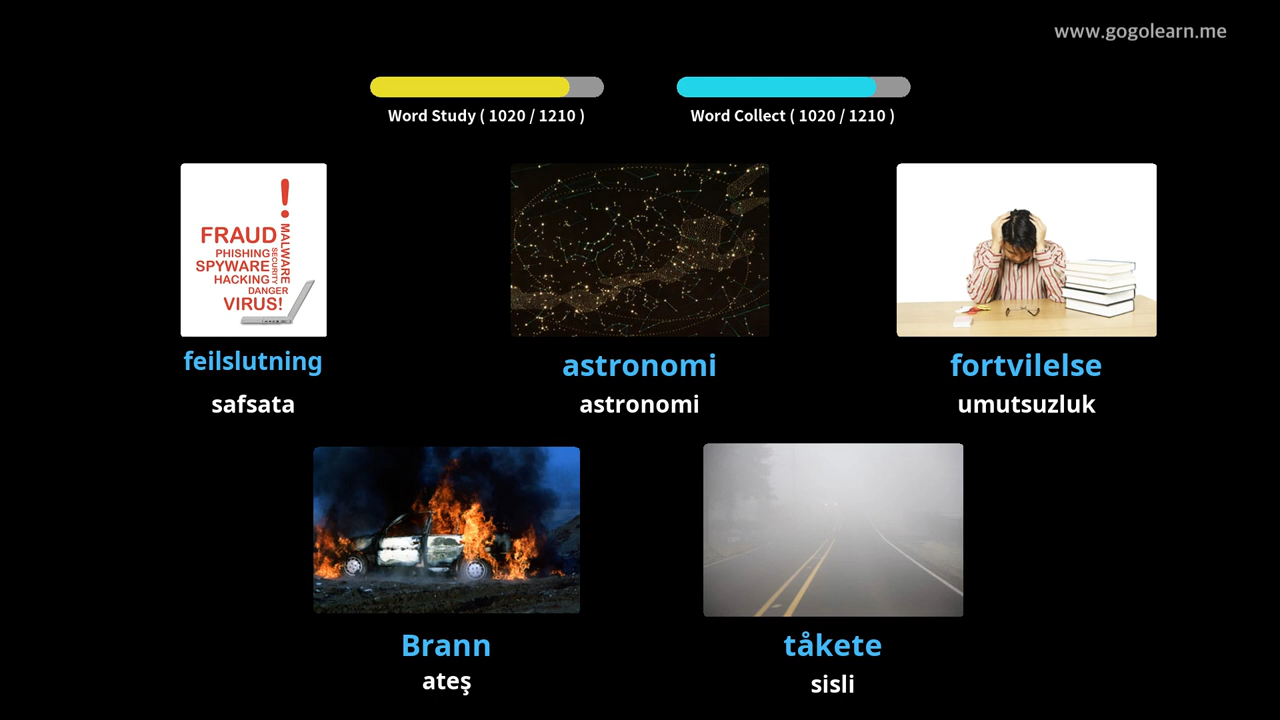 www.gogolearn.me
Word Study ( 1020 / 1210 )
Word Collect ( 1020 / 1210 )
!
FRAUD
MALWARE
PHISHING
SECURITY
SPYWARE
HACKING
DANGER
VIRUS!
feilslutning
safsata
astronomi
astronomi
fortvilelse
umutsuzluk
Brann
ateş
tåkete
sisli